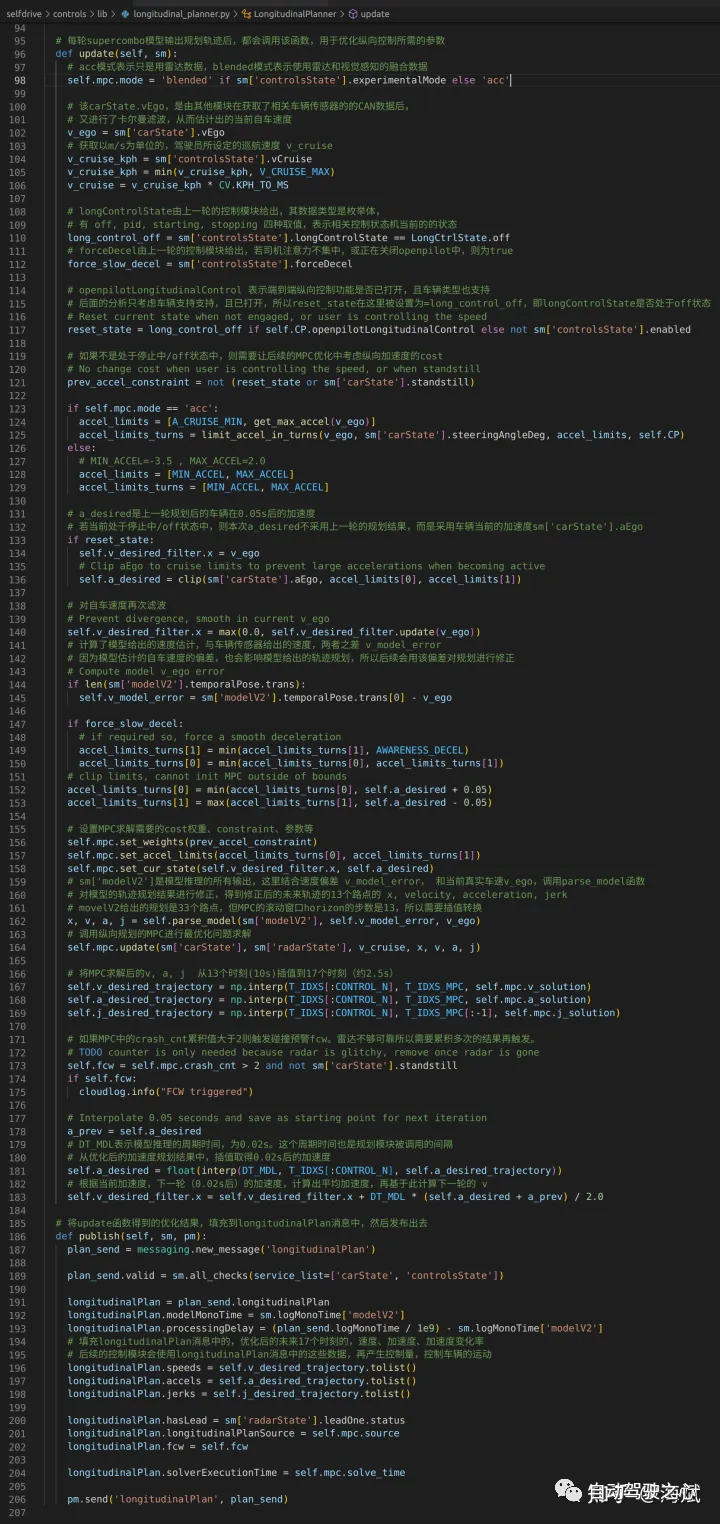 selfdrive > controls > lib > longitudinal_planner.py > LongitudinalPlanner > update
94
95 # 每轮supercombo模型输出规划轨迹后，都会调用该函数，用于优化纵向控制所需的参数
96 def update(self, sm):
97 # acc模式表示只是用雷达数据，blended模式表示使用雷达和视觉感知的融合数据
98 self.mpc.mode = 'blended' if sm['controlsState'].experimentalMode else 'acc'
99
100 # 该carState.vEgo，是由其他模块在获取了相关车辆传感器的的CAN数据后，
101 # 又进行了卡尔曼滤波，从而估计出的当前自车速度
102 v_ego = sm['carState'].vEgo
103 # 获取以m/s为单位的，驾驶员所设定的巡航速度 v_cruise
104 v_cruise_kph = sm['controlsState'].vCruise
105 v_cruise_kph = min(v_cruise_kph, V_CRUISE_MAX)
106 v_cruise = v_cruise_kph * CV.KPH_TO_MS
107
108 # longControlState由上一轮的控制模块给出，其数据类型是枚举体，
109 # 有 off, pid, starting, stopping 四种取值，表示相关控制状态机当前的的状态
110 long_control_off = sm['controlsState'].longControlState == LongCtrlState.off
111 # forceDecel由上一轮的控制模块给出，若司机注意力不集中，或正在关闭openpilot中，则为true
112 force_slow_decel = sm['controlsState'].forceDecel
113
114 # openpilotLongitudinalControl 表示端到端纵向控制功能是否已打开，且车辆类型也支持
115 # 后面的分析只考虑车辆支持支持，且已打开，所以reset_state在这里被设置为=long_control_off，即longControlState是否处于off状态
116 # Reset current state when not engaged, or user is controlling the speed
117 reset_state = long_control_off if self.CP.openpilotLongitudinalControl else not sm['controlsState'].enabled
118
119 # 如果不是处于停止中/off状态中，则需要让后续的MPC优化中考虑纵向加速度的cost
120 # No change cost when user is controlling the speed, or when standstill
121 prev_accel_constraint = not (reset_state or sm['carState'].standstill)
122
123 if self.mpc.mode == 'acc':
124 accel_limits = [A_CRUISE_MIN, get_max_accel(v_ego)]
125 accel_limits_turns = limit_accel_in_turns(v_ego, sm['carState'].steeringAngleDeg, accel_limits, self.CP)
126 else:
127 # MIN_ACCEL=-3.5 , MAX_ACCEL=2.0
128 accel_limits = [MIN_ACCEL, MAX_ACCEL]
129 accel_limits_turns = [MIN_ACCEL, MAX_ACCEL]
130
131 # a_desired是上一轮规划后的车辆在0.05s后的加速度
132 # 若当前处于停止中/off状态中，则本次a_desired不采用上一轮的规划结果，而是采用车辆当前的加速度sm['carState'].aEgo
133 if reset_state:
134 self.v_desired_filter.x = v_ego
135 # Clip aEgo to cruise limits to prevent large accelerations when becoming active
136 self.a_desired = clip(sm['carState'].aEgo, accel_limits[0], accel_limits[1])
137
138 # 对自车速度再次滤波
139 # Prevent divergence, smooth in current v_ego
140 self.v_desired_filter.x = max(0.0, self.v_desired_filter.update(v_ego))
141 # 计算了模型给出的速度估计，与车辆传感器给出的速度，两者之差 v_model_error
142 # 因为模型估计的自车速度的偏差，也会影响模型给出的轨迹规划，所以后续会用该偏差对规划进行修正
143 # Compute model v_ego error
144 if len(sm['modelV2'].temporalPose.trans):
145 self.v_model_error = sm['modelV2'].temporalPose.trans[0] - v_ego
146
147 if force_slow_decel:
148 # if required so, force a smooth deceleration
149 accel_limits_turns[1] = min(accel_limits_turns[1], AWARENESS_DECEL)
150 accel_limits_turns[0] = min(accel_limits_turns[0], accel_limits_turns[1])
151 # clip limits, cannot init MPC outside of bounds
152 accel_limits_turns[0] = min(accel_limits_turns[0], self.a_desired + 0.05)
153 accel_limits_turns[1] = max(accel_limits_turns[1], self.a_desired - 0.05)
154
155 # 设置MPC求解需要的cost权重、constraint、参数等
156 self.mpc.set_weights(prev_accel_constraint)
157 self.mpc.set_accel_limits(accel_limits_turns[0], accel_limits_turns[1])
158 self.mpc.set_cur_state(self.v_desired_filter.x, self.a_desired)
159 # sm['modelV2']是模型推理的所有输出，这里结合速度偏差 v_model_error， 和当前真实车速v_ego，调用parse_model函数
160 # 对模型的轨迹规划结果进行修正，得到修正后的未来轨迹的13个路点的 x, velocity, acceleration, jerk
161 # movelV2给出的规划是33个路点，但MPC的滚动窗口horizon的步数是13，所以需要插值转换
162 x, v, a, j = self.parse_model(sm['modelV2'], self.v_model_error, v_ego)
163 # 调用纵向规划的MPC进行最优化问题求解
164 self.mpc.update(sm['carState'], sm['radarState'], v_cruise, x, v, a, j)
165
166 # 将MPC求解后的v, a, j 从13个时刻(10s)插值到17个时刻（约2.5s）
167 self.v_desired_trajectory = np.interp(T_IDXS[:CONTROL_N], T_IDXS_MPC, self.mpc.v_solution)
168 self.a_desired_trajectory = np.interp(T_IDXS[:CONTROL_N], T_IDXS_MPC, self.mpc.a_solution)
169 self.j_desired_trajectory = np.interp(T_IDXS[:CONTROL_N], T_IDXS_MPC[:-1], self.mpc.j_solution)
170
171 # 如果MPC中的crash_cnt累积值大于2则触发碰撞预警fcw。雷达不够可靠所以需要累积多次的结果再触发。
172 # TODO counter is only needed because radar is glitchy, remove once radar is gone
173 self.fcw = self.mpc.crash_cnt > 2 and not sm['carState'].standstill
174 if self.fcw:
175 cloudlog.info("FCW triggered")
176
177 # Interpolate 0.05 seconds and save as starting point for next iteration
178 a_prev = self.a_desired
179 # DT_MDL表示模型推理的周期时间，为0.02s。这个周期时间也是规划模块被调用的间隔
180 # 从优化后的加速度规划结果中，插值取得0.02s后的加速度
181 self.a_desired = float(interp(DT_MDL, T_IDXS[:CONTROL_N], self.a_desired_trajectory))
182 # 根据当前加速度，下一轮（0.02s后）的加速度，计算出平均加速度，再基于此计算下一轮的 v
183 self.v_desired_filter.x = self.v_desired_filter.x + DT_MDL * (self.a_desired + a_prev) / 2.0
184
185 # 将update函数得到的优化结果，填充到longitudinalPlan消息中，然后发布出去
186 def publish(self, sm, pm):
187 plan_send = messaging.new_message('longitudinalPlan')
188
189 plan_send.valid = sm.all_checks(service_list=['carState', 'controlsState'])
190
191 longitudinalPlan = plan_send.longitudinalPlan
192 longitudinalPlan.modelMonoTime = sm.logMonoTime['modelV2']
193 longitudinalPlan.processingDelay = (plan_send.logMonoTime / 1e9) - sm.logMonoTime['modelV2']
194 # 填充longitudinalPlan消息中的，优化后的未来17个时刻的，速度、加速度、加速度变化率
195 # 后续的控制模块会使用longitudinalPlan消息中的这些数据，再产生控制量，控制车辆的运动
196 longitudinalPlan.speeds = self.v_desired_trajectory.tolist()
197 longitudinalPlan.accels = self.a_desired_trajectory.tolist()
198 longitudinalPlan.jerks = self.j_desired_trajectory.tolist()
199
200 longitudinalPlan.hasLead = sm['radarState'].leadOne.status
201 longitudinalPlan.longitudinalPlanSource = self.mpc.source
202 longitudinalPlan.fcw = self.fcw
203
204 longitudinalPlan.solverExecutionTime = self.mpc.solve_time
205
206 pm.send('longitudinalPlan', plan_send)
207
自动驾驶之心